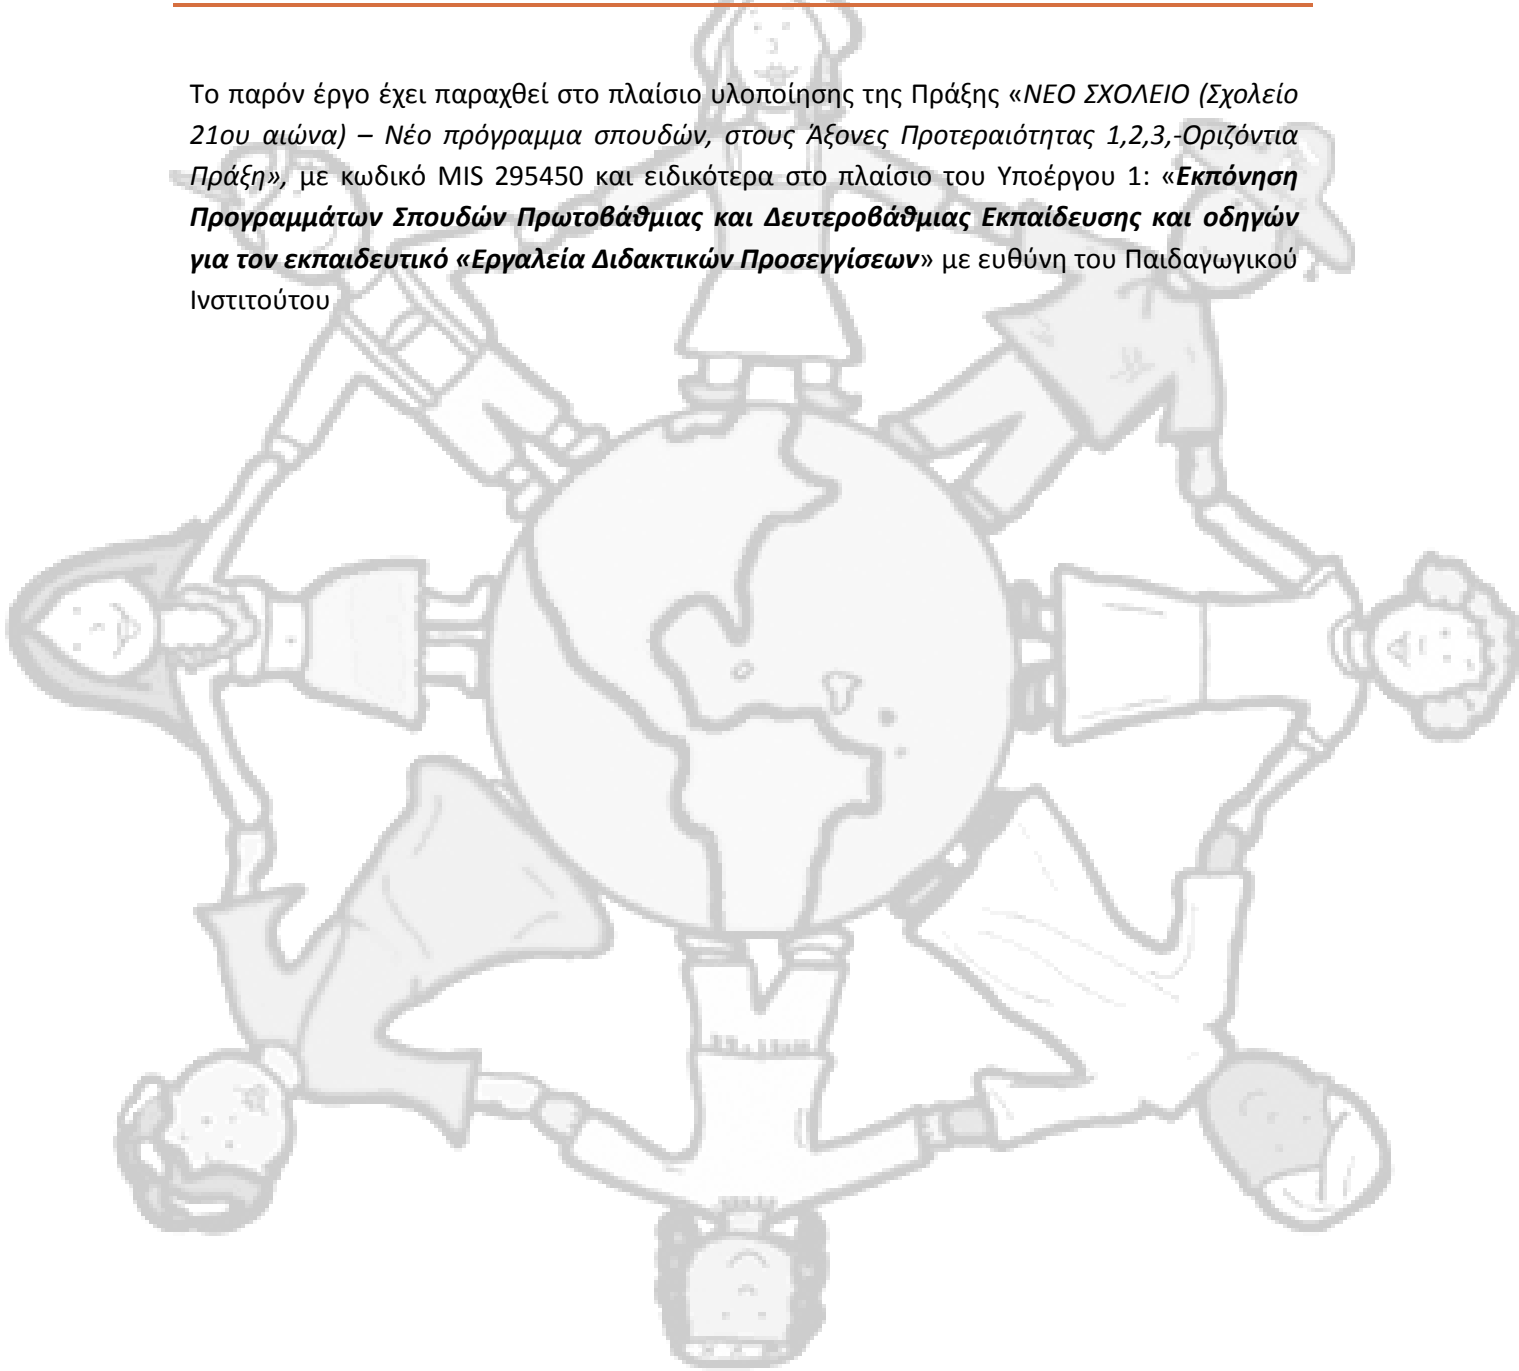 Το παρόν έργο έχει παραχθεί στο πλαίσιο υλοποίησης της Πράξης «ΝΕΟ ΣΧΟΛΕΙΟ (Σχολείο
21ου αιώνα) – Νέο πρόγραμμα σπουδών, στους Άξονες Προτεραιότητας 1,2,3,-Οριζόντια
Πράξη», με κωδικό MIS 295450 και ειδικότερα στο πλαίσιο του Υποέργου 1: «Εκπόνηση
Προγραμμάτων Σπουδών Πρωτοβάθμιας και Δευτεροβάθμιας Εκπαίδευσης και οδηγών
για τον εκπαιδευτικό «Εργαλεία Διδακτικών Προσεγγίσεων» με ευθύνη του Παιδαγωγικού
Ινστιτούτου